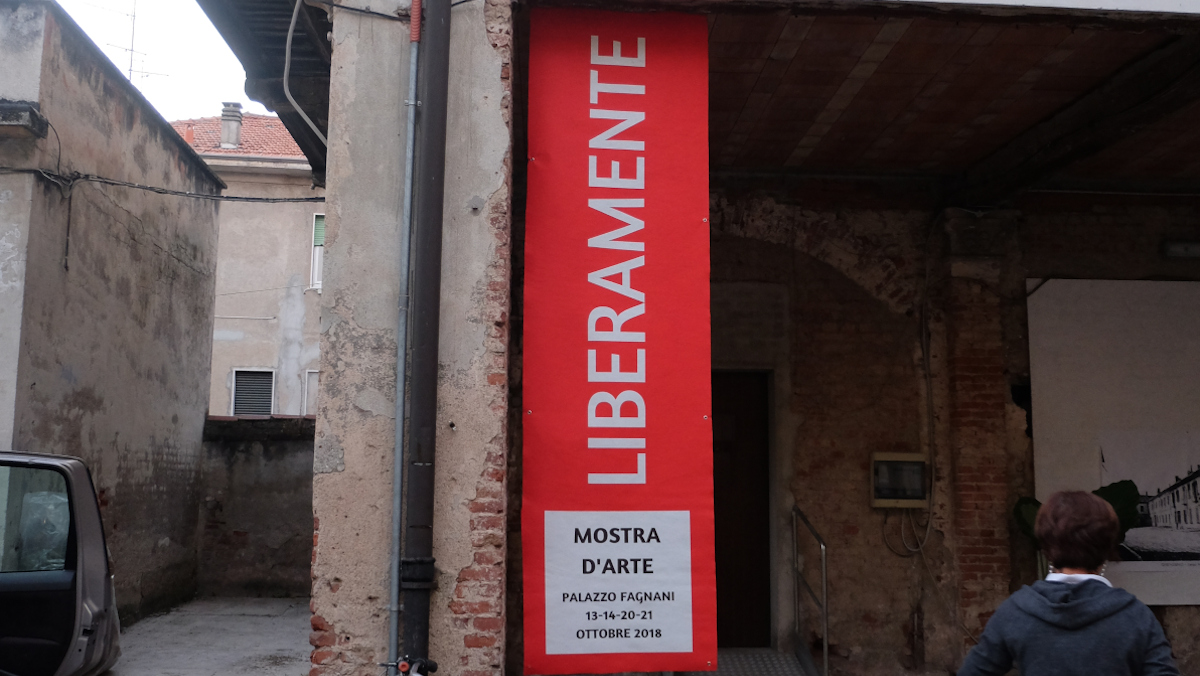 LIBERAMENTE
MOSTRA
D'ARTE
PALAZZO FAGNANI
13-14-20-21
OTTOBRE 2018